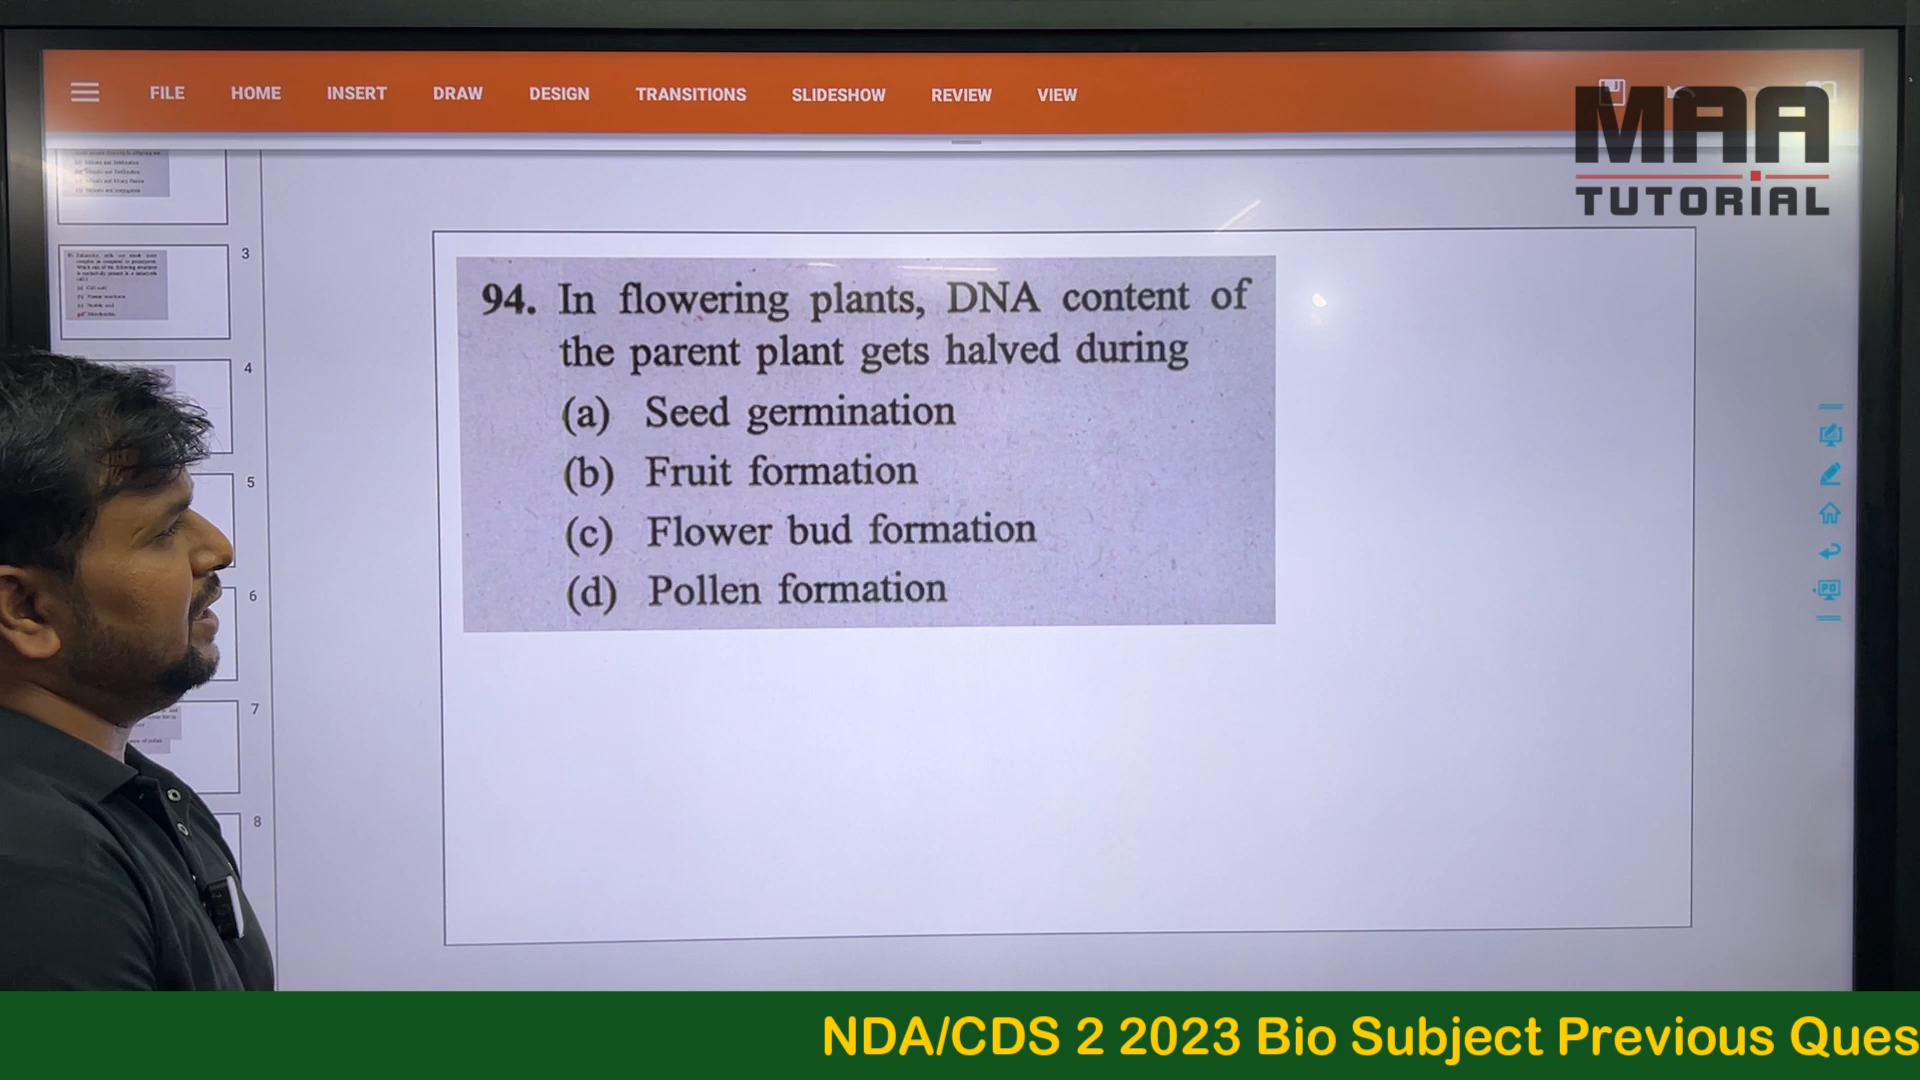 FILE HOME INSERT DRAW DESIGN TRANSITIONS SLIDESHOW REVIEW VIEW
MAA
TUTORiAL
3
4
5
6
7
8
94. In flowering plants, DNA content of
the parent plant gets halved during
(a) Seed germination
(b) Fruit formation
(c) Flower bud formation
(d) Pollen formation
NDA/CDS 2 2023 Bio Subject Previous Ques